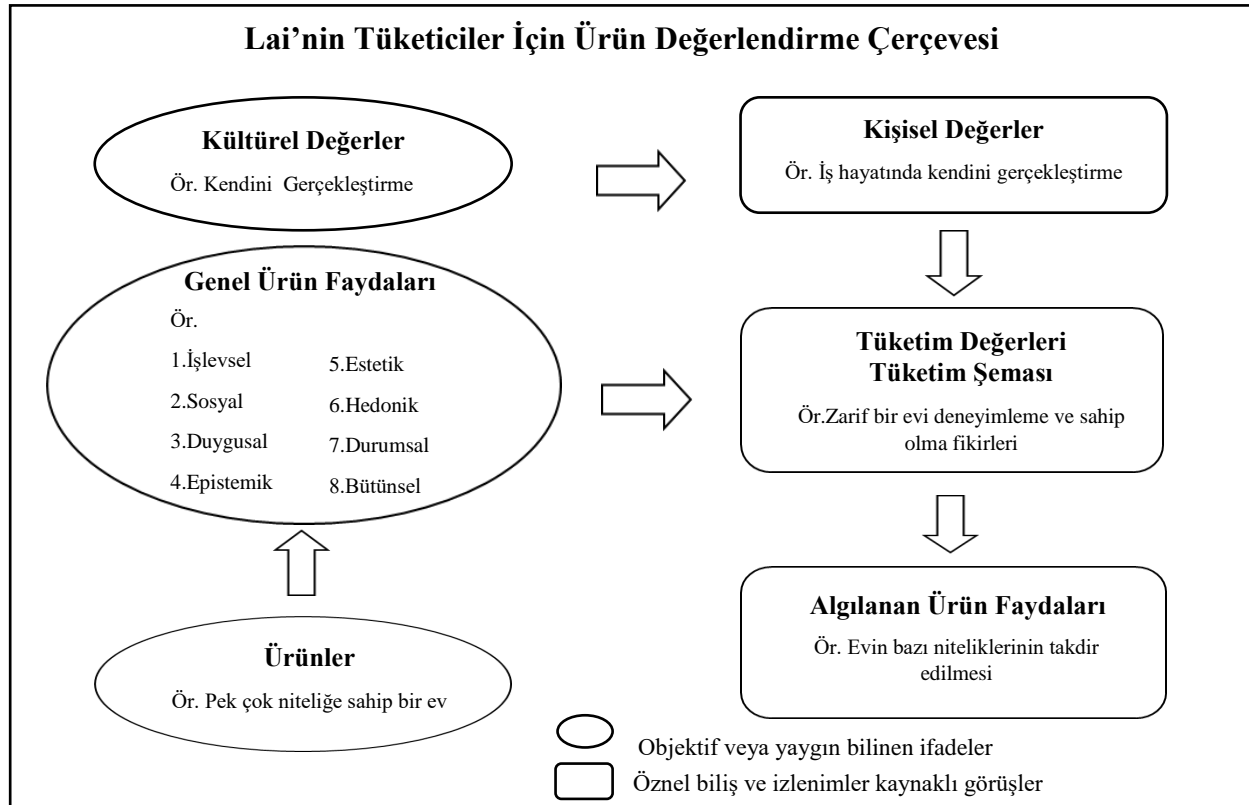 Lai’nin Tüketiciler İçin Ürün Değerlendirme Çerçevesi
Kültürel Değerler
Ör. Kendini Gerçekleştirme
Kişisel Değerler
Ör. İş hayatında kendini gerçekleştirme
Genel Ürün Faydaları
Ör.
1.İşlevsel
2.Sosyal
3.Duygusal
4.Epistemik
5.Estetik
6.Hedonik
7.Durumsal
8.Bütünsel
Tüketim Değerleri
Tüketim Şeması
Ör.Zarif bir evi deneyimleme ve sahip
olma fikirleri
Ürünler
Ör. Pek çok niteliğe sahip bir ev
Algılanan Ürün Faydaları
Ör. Evin bazı niteliklerinin takdir
edilmesi
Objektif veya yaygın bilinen ifadeler
Öznel biliş ve izlenimler kaynaklı görüşler